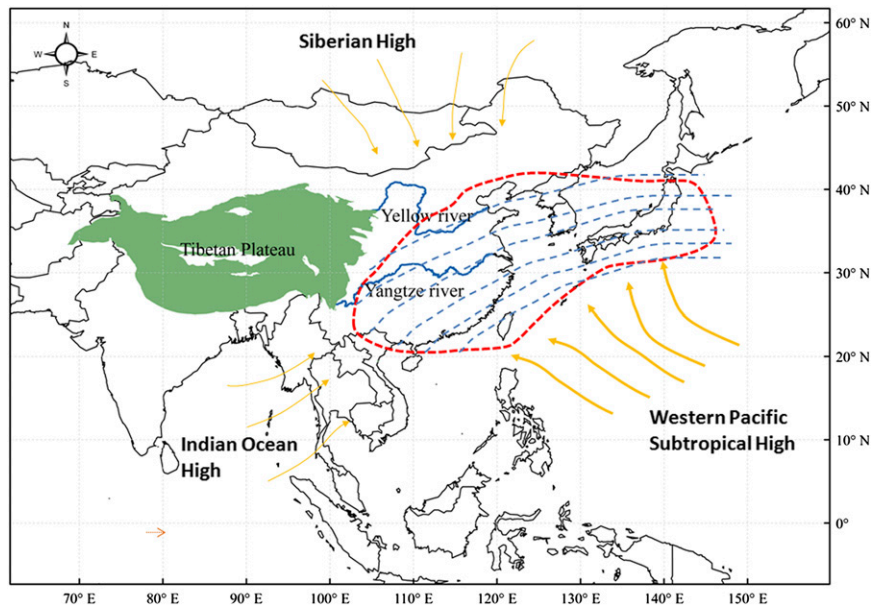 N
W E
S
Siberian High
60° N
50° N
40° N
Yellow river
Tibetan Plateau
30° N
Yangtze river
20° N
Western Pacific
Subtropical High
Indian Ocean
High
10° N
0°
70° E 80° E 90° E 100° E 110° E 120° E 130° E 140° E 150° E